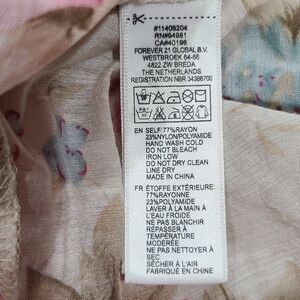 #11409204
RN#94981
CA#40198
FOREVER 21 GLOBAL B.V.
WESTBROEK 64-66
4822 ZW BREDA
THE NETHERLANDS
REGISTRATION NBR 34386700
EN SELF:77%RAYON
23%NYLON/POLYAMIDE
HAND WASH COLD
DO NOT BLEACH
IRON LOW
DO NOT DRY CLEAN
LINE DRY
MADE IN CHINA
FR ÉTOFFE EXTÉRIEURE:
77%RAYONNE
23%POLYAMIDE
LAVER À LA MAIN À
L'EAU FROIDE
NE PAS BLANCHIR
REPASSER À
TEMPÉRATURE
MODÉRÉE
NE PAS NETTOYER À
SEC
SÉCHER À L'AIR
FABRIQUÉ EN CHINE